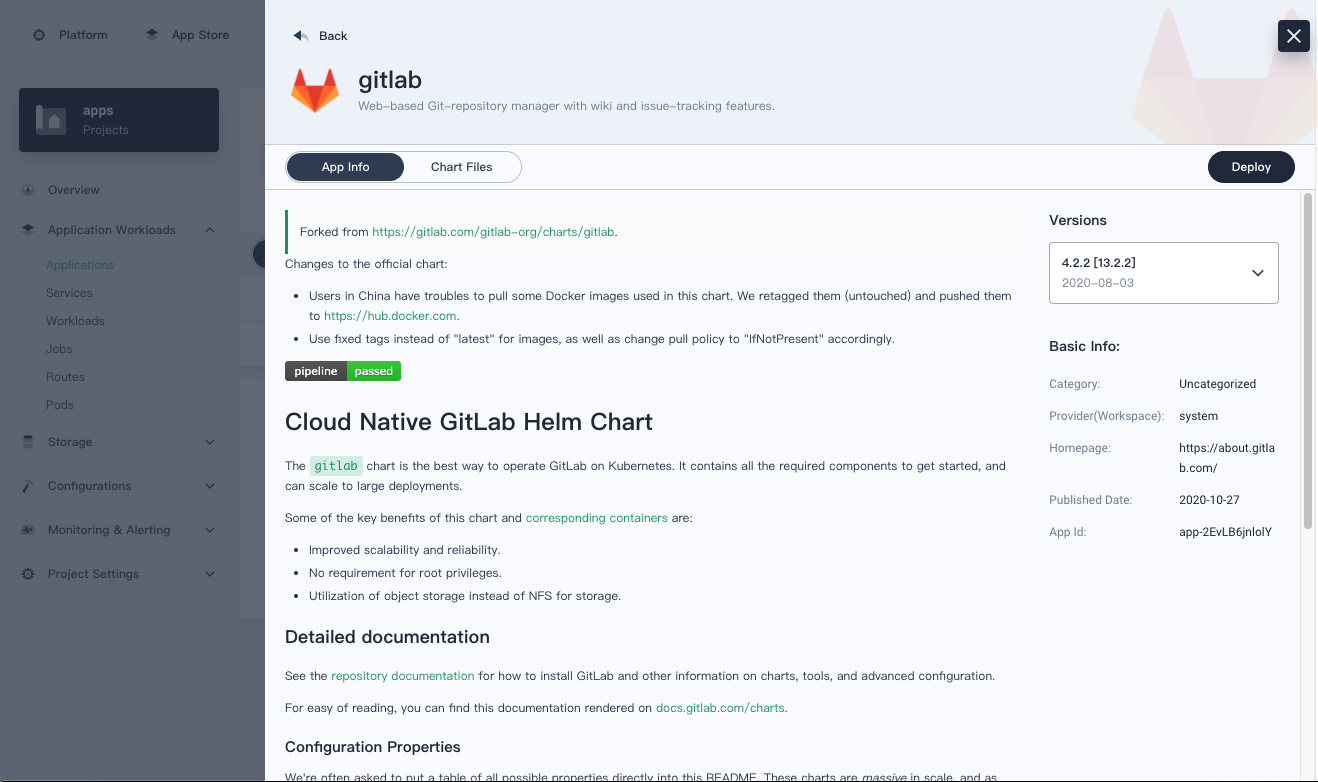 Platform
App Store
apps
Projects
Overview
Application Workloads
Applications
Services
Workloads
Jobs
Routes
Pods
Storage
Configurations
Monitoring & Alerting
Project Settings
Back
gitlab
Web-based Git-repository manager with wiki and issue-tracking features.
App Info
Chart Files
Deploy
Forked from https://gitlab.com/gitlab-org/charts/gitlab.
Changes to the official chart:
Users in China have troubles to pull some Docker images used in this chart. We retagged them (untouched) and pushed them
to https://hub.docker.com.
Use fixed tags instead of "latest" for images, as well as change pull policy to "IfNotPresent" accordingly.
pipeline passed
Cloud Native GitLab Helm Chart
The gitlab chart is the best way to operate GitLab on Kubernetes. It contains all the required components to get started, and
can scale to large deployments.
Some of the key benefits of this chart and corresponding containers are:
Improved scalability and reliability.
No requirement for root privileges.
Utilization of object storage instead of NFS for storage.
Detailed documentation
See the repository documentation for how to install GitLab and other information on charts, tools, and advanced configuration.
For easy of reading, you can find this documentation rendered on docs.gitlab.com/charts.
Configuration Properties
We're often asked to put a table of all possible properties directly into this README. These charts are massive in scale, and as
Versions
4.2.2 [13.2.2]
2020-08-03
Basic Info:
Category: Uncategorized
Provider(Workspace): system
Homepage: https://about.gitla
b.com/
Published Date: 2020-10-27
App Id: app-2EvLB6jnlolY